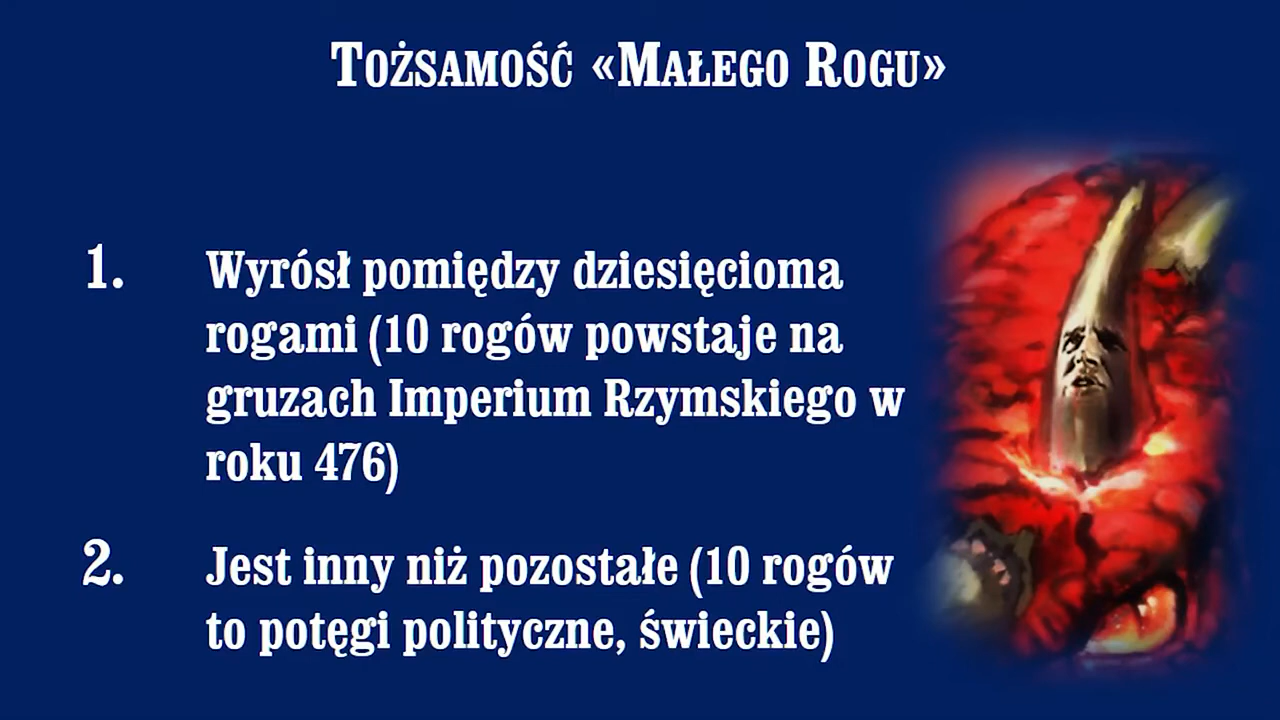 Tożsamość «Małego Rogu»
1. Wyrósł pomiędzy dziesięcioma
rogami (10 rogów powstaje na
gruzach Imperium Rzymskiego w
roku 476)
2. Jest inny niż pozostałe (10 rogów
to potęgi polityczne, świeckie)